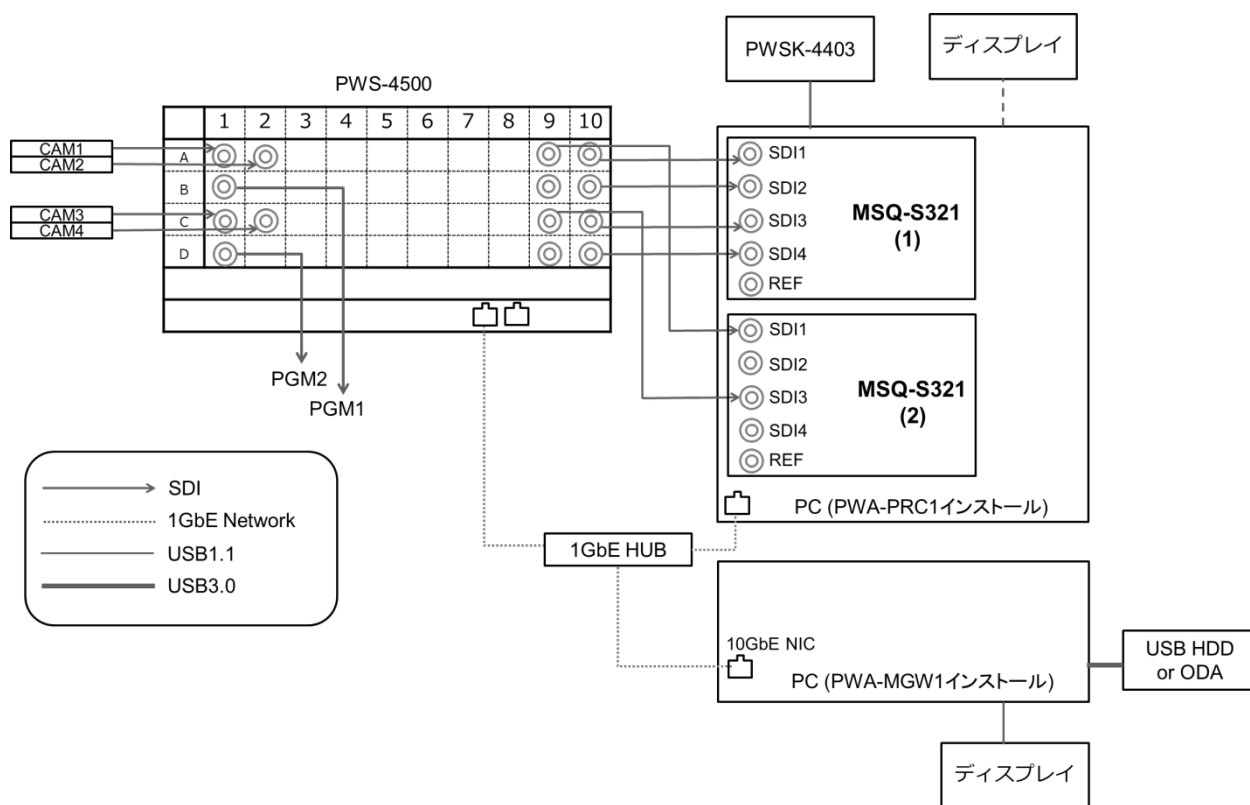 PWSK-4403
ディスプレイ
PWS-4500
1 2 3 4 5 6 7 8 9 10
A
B
C
D
CAM1
CAM2
CAM3
CAM4
PGM2
PGM1
SDI1
SDI2
SDI3
SDI4
REF
MSQ-S321
(1)
SDI1
SDI2
SDI3
SDI4
REF
MSQ-S321
(2)
PC (PWA-PRC1インストール)
SDI
1GbE Network
USB1.1
USB3.0
1GbE HUB
10GbE NIC
PC (PWA-MGW1インストール)
USB HDD
or ODA
ディスプレイ